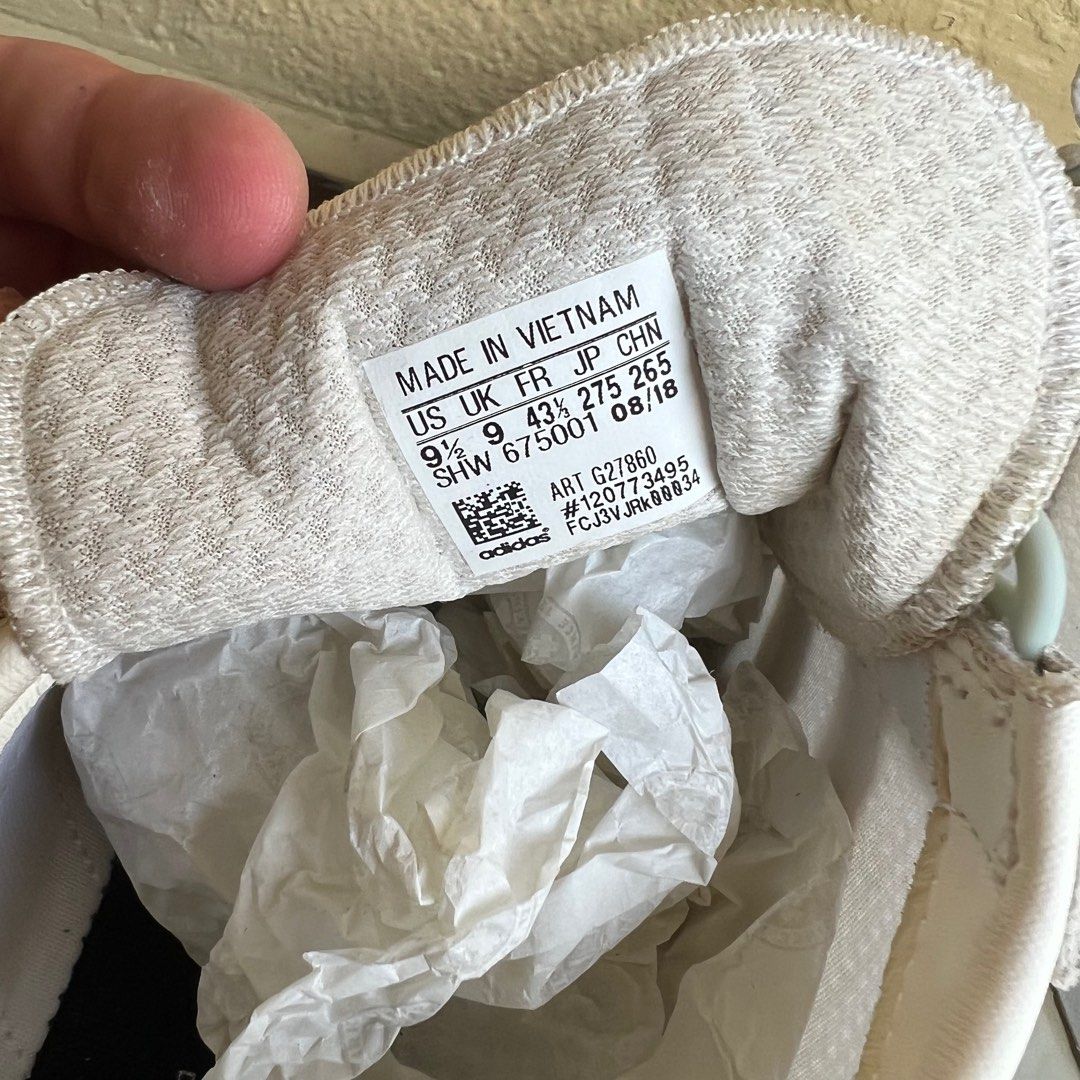 MADE IN VIETNAM
US UK FR JP CHN
9½ 9 43⅓ 275 265
SHW 675001 08/18
ART G27860
#120773495
FCJ3VJRk00034
adidas®